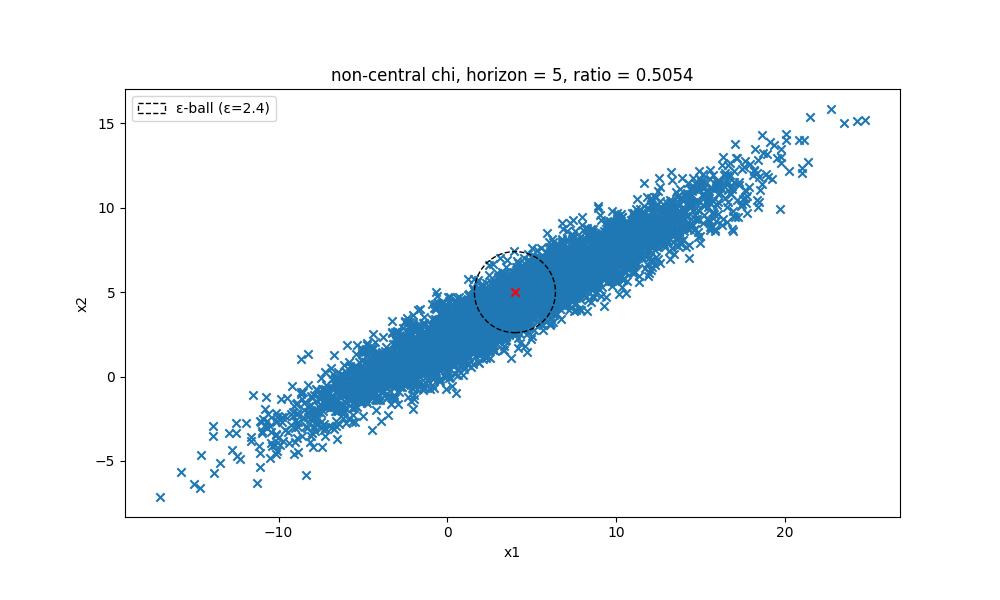 non-central chi, horizon = 5, ratio = 0.5054
ε-ball (ε=2.4)
15
10
5
0
−5
x2
−10
0
10
20
x1